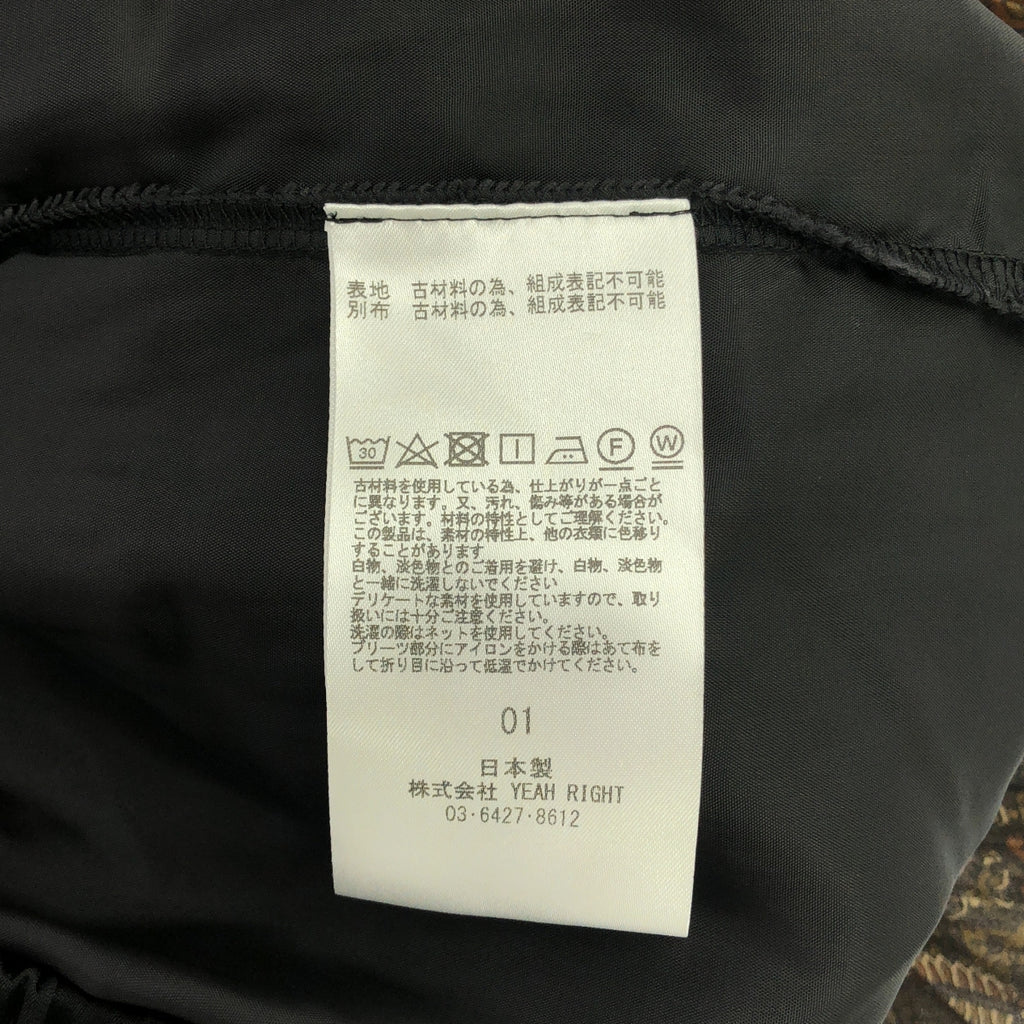 表地 古材料の為、組成表記不可能
別布 古材料の為、組成表記不可能
30 F W
古材料を使用している為、仕上がりが一点ごと
に異なります。又、汚れ、傷み等がある場合が
ございます。材料の特性としてご理解ください。
この製品は、素材の特性上、他の衣類に色移り
することがあります
白物、淡色物とのご着用を避け、白物、淡色物
と一緒に洗濯しないでください
デリケートな素材を使用していますので、取り
扱いには十分ご注意ください。
洗濯の際はネットを使用してください。
プリーツ部分にアイロンをかける際はあて布を
して折り目に沿って低温でかけてください。
01
日本製
株式会社 YEAH RIGHT
03·6427·8612